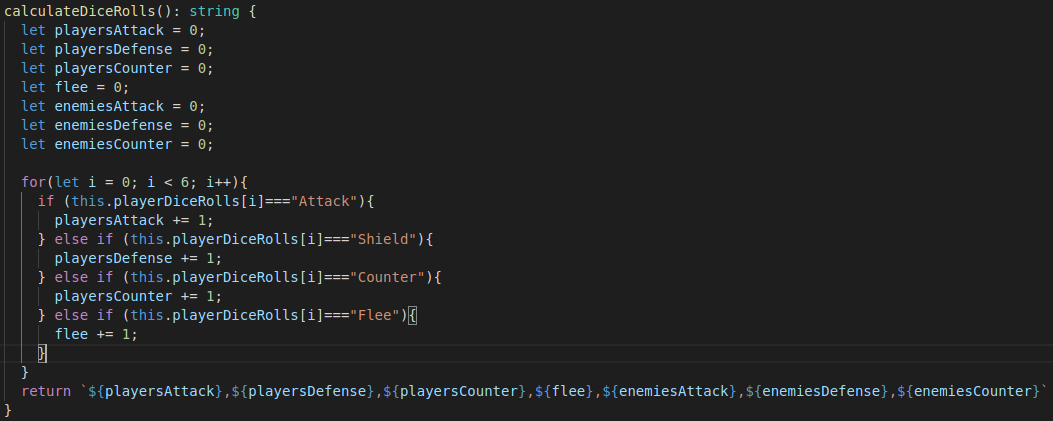 calculateDiceRolls(): string {
  let playersAttack = 0;
  let playersDefense = 0;
  let playersCounter = 0;
  let flee = 0;
  let enemiesAttack = 0;
  let enemiesDefense = 0;
  let enemiesCounter = 0;

  for(let i = 0; i < 6; i++){
    if (this.playerDiceRolls[i]==="Attack"){
      playersAttack += 1;
    } else if (this.playerDiceRolls[i]==="Shield"){
      playersDefense += 1;
    } else if (this.playerDiceRolls[i]==="Counter"){
      playersCounter += 1;
    } else if (this.playerDiceRolls[i]==="Flee"){
      flee += 1;
    }
  }
  return `${playersAttack},${playersDefense},${playersCounter},${flee},${enemiesAttack},${enemiesDefense},${enemiesCounter}`
}